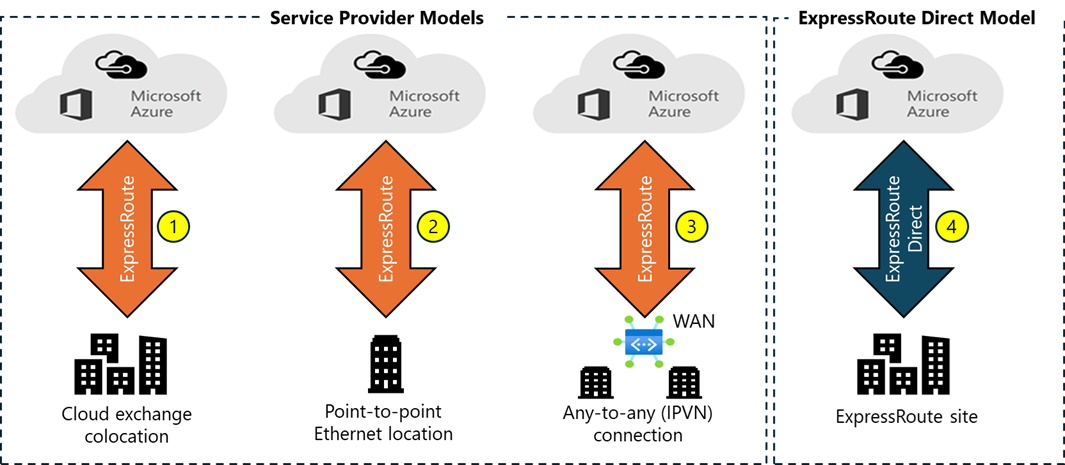 Service Provider Models
ExpressRoute Direct Model
Microsoft
Azure
Microsoft
Azure
Microsoft
Azure
Microsoft
Azure
ExpressRoute
1
ExpressRoute
2
ExpressRoute
3
ExpressRoute
Direct
4
WAN
Cloud exchange
colocation
Point-to-point
Ethernet location
Any-to-any (IPVN)
connection
ExpressRoute site